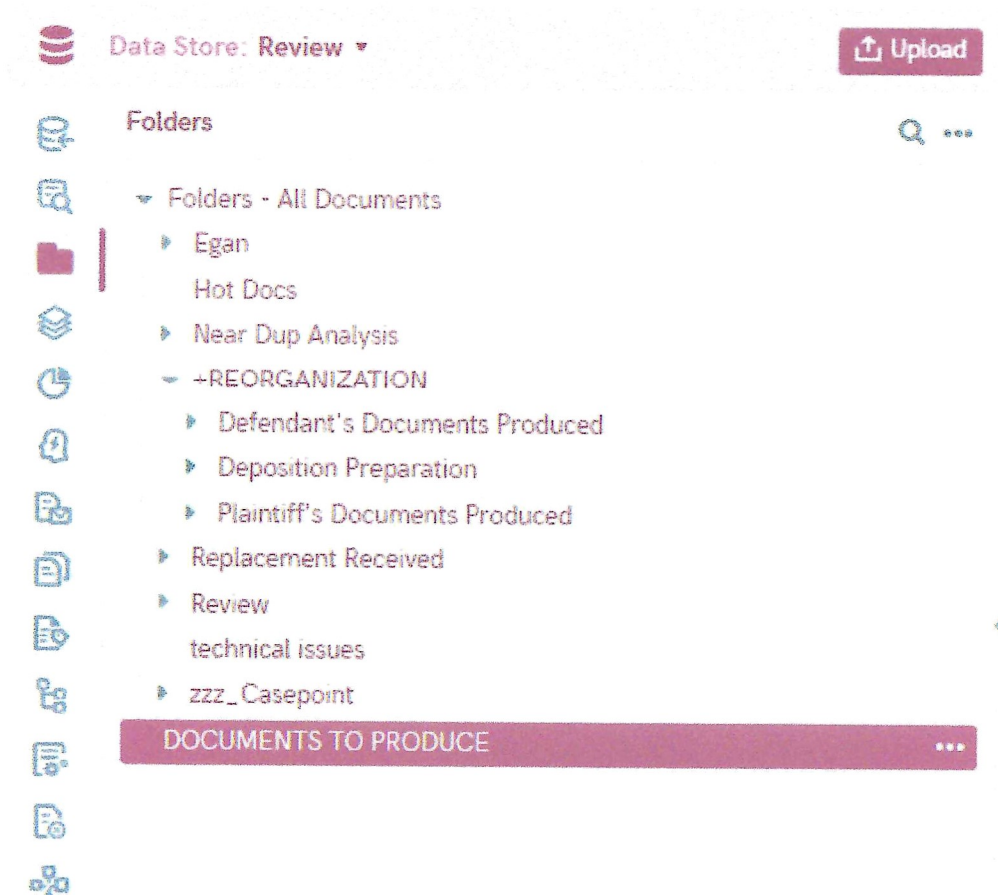 Data Store: Review
Upload
Folders
Folders - All Documents
Egan
Hot Docs
Near Dup Analysis
+REORGANIZATION
Defendant's Documents Produced
Deposition Preparation
Plaintiff's Documents Produced
Replacement Received
Review
technical issues
zzz_Casepoint
DOCUMENTS TO PRODUCE